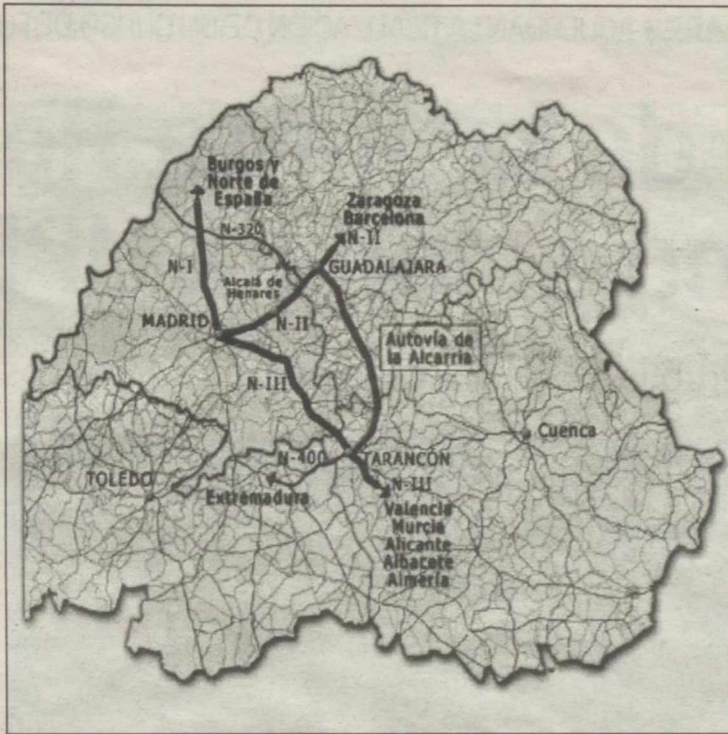 Burgos y
Norte de
España
Zaragoza
Barcelona
N-320
N-II
N-I
GUADALAJARA
Alcalá de
Henares
MADRID
N-II
Autovía de
la Alcarria
N-III
Cuenca
N-400
TARANCÓN
TOLEDO
Extremadura
N-III
Valencia
Murcia
Alicante
Albacete
Almería